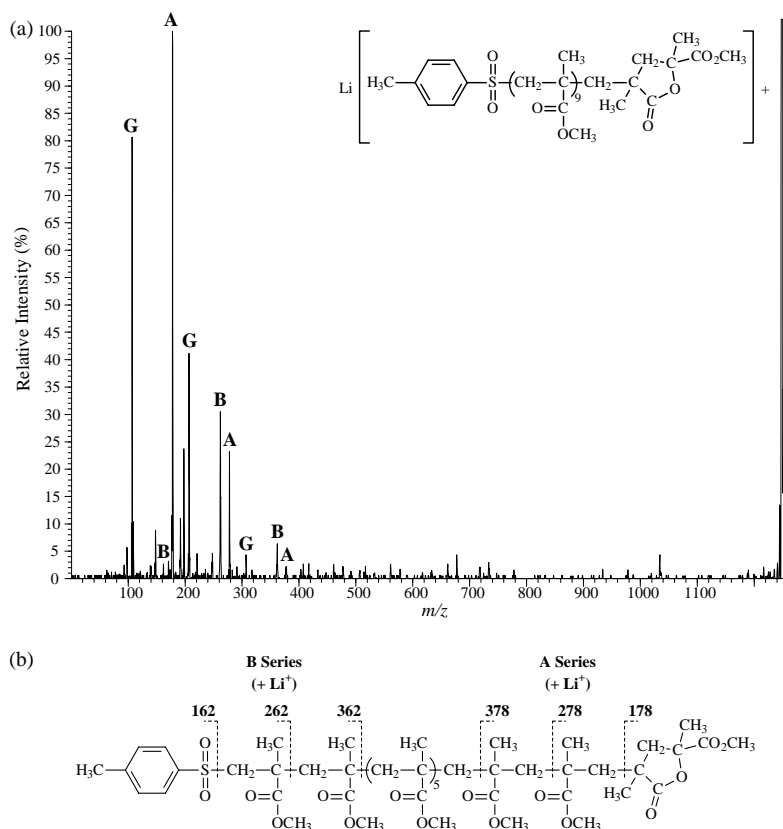 (a)
Relative Intensity (%)
100
95
90
85
80
75
70
65
60
55
50
45
40
35
30
25
20
15
10
5
0
A
G
G
B
A
B
G
B
A
100 200 300 400 500 600 700 800 900 1000 1100
m/z
Li
O
H₃C S CH₂ C CH₂ C
O
CH₃
9
O=C
OCH₃
CH₃
H₂C C CO₂CH₃
H₃C C O
O
+
(b)
B Series
(+ Li⁺)
A Series
(+ Li⁺)
162 262 362 378 278 178
O H₃C H₃C CH₃ CH₃ CH₃ CH₃
H₃C S CH₂ C CH₂ C CH₂ C CH₂ C CH₂ C CH₂ C H₂C C CO₂CH₃
5
O O=C O=C O=C O=C O=C H₃C C O
OCH₃ OCH₃ OCH₃ OCH₃ OCH₃ O